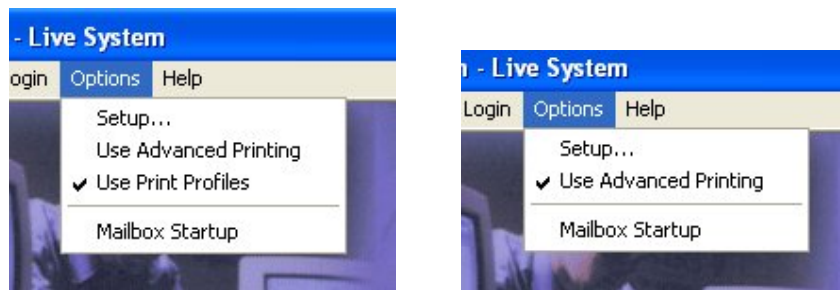 - Live System
ogin Options Help
Setup...
Use Advanced Printing
Use Print Profiles
Mailbox Startup
- Live System
Login Options Help
Setup...
Use Advanced Printing
Mailbox Startup